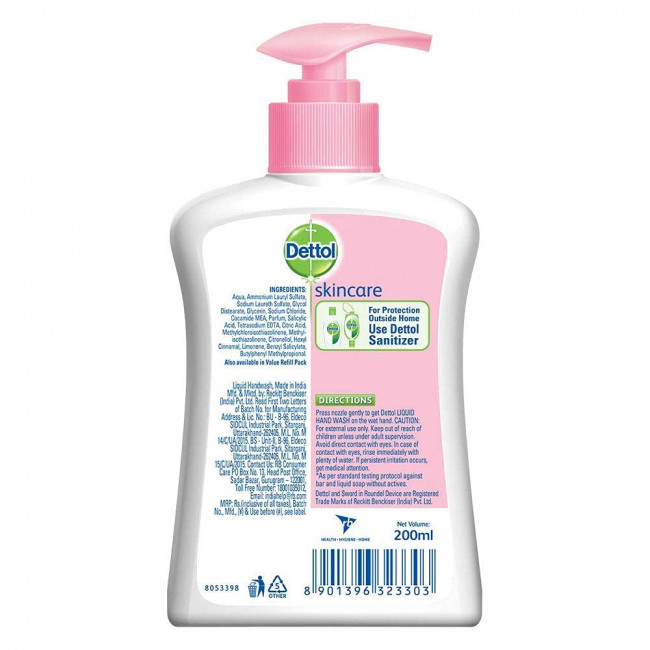 Dettol
skincare
INGREDIENTS:
Aqua, Ammonium Lauryl Sulfate,
Sodium Laureth Sulfate, Glycol
Distearate, Glycerin, Sodium Chloride,
Cocamide MEA, Parfum, Salicylic
Acid, Tetrasodium EDTA, Citric Acid,
Methylchloroisothiazolinone, Methyl-
isothiazolinone, Citronellol, Hexyl
Cinnamal, Limonene, Benzyl Salicylate,
Butylphenyl Methylpropional.
Also available in Value Refill Pack
Liquid Handwash, Made in India
Mfd. & Mktd. by: Reckitt Benckiser
(India) Pvt. Ltd. Read First Two Letters
of Batch No. for Manufacturing
Address & Lic. No.: BU - B-96, Eldeco
SIDCUL Industrial Park, Sitarganj,
Uttarakhand-262405, M.L. No. M
14/C/UA/2015. BS - Unit-II, B-96, Eldeco
SIDCUL Industrial Park, Sitarganj,
Uttarakhand-262405, M.L. No. M
15/C/UA/2015. Contact Us: RB Consumer
Care PO Box No. 13, Head Post Office,
Sadar Bazar, Gurugram – 122001,
Toll Free Number: 18001035012,
Email: indiahelp@rb.com
MRP: Rs.(inclusive of all taxes), Batch
No., Mfd., (¥) & Use before (#), see label.
For Protection
Outside Home
Use Dettol
Sanitizer
DIRECTIONS
Press nozzle gently to get Dettol LIQUID
HAND WASH on the wet hand. CAUTION:
For external use only. Keep out of reach of
children unless under adult supervision.
Avoid direct contact with eyes. In case of
contact with eyes, rinse immediately with
plenty of water. If persistent irritation occurs,
get medical attention.
*As per standard testing protocol against
bar and liquid soap without actives.
Dettol and Sword in Roundel Device are Registered
Trade Marks of Reckitt Benckiser (India) Pvt. Ltd.
rb
HEALTH • HYGIENE • HOME
Net Volume:
200ml
8053398
5
OTHER
8 901396 323303